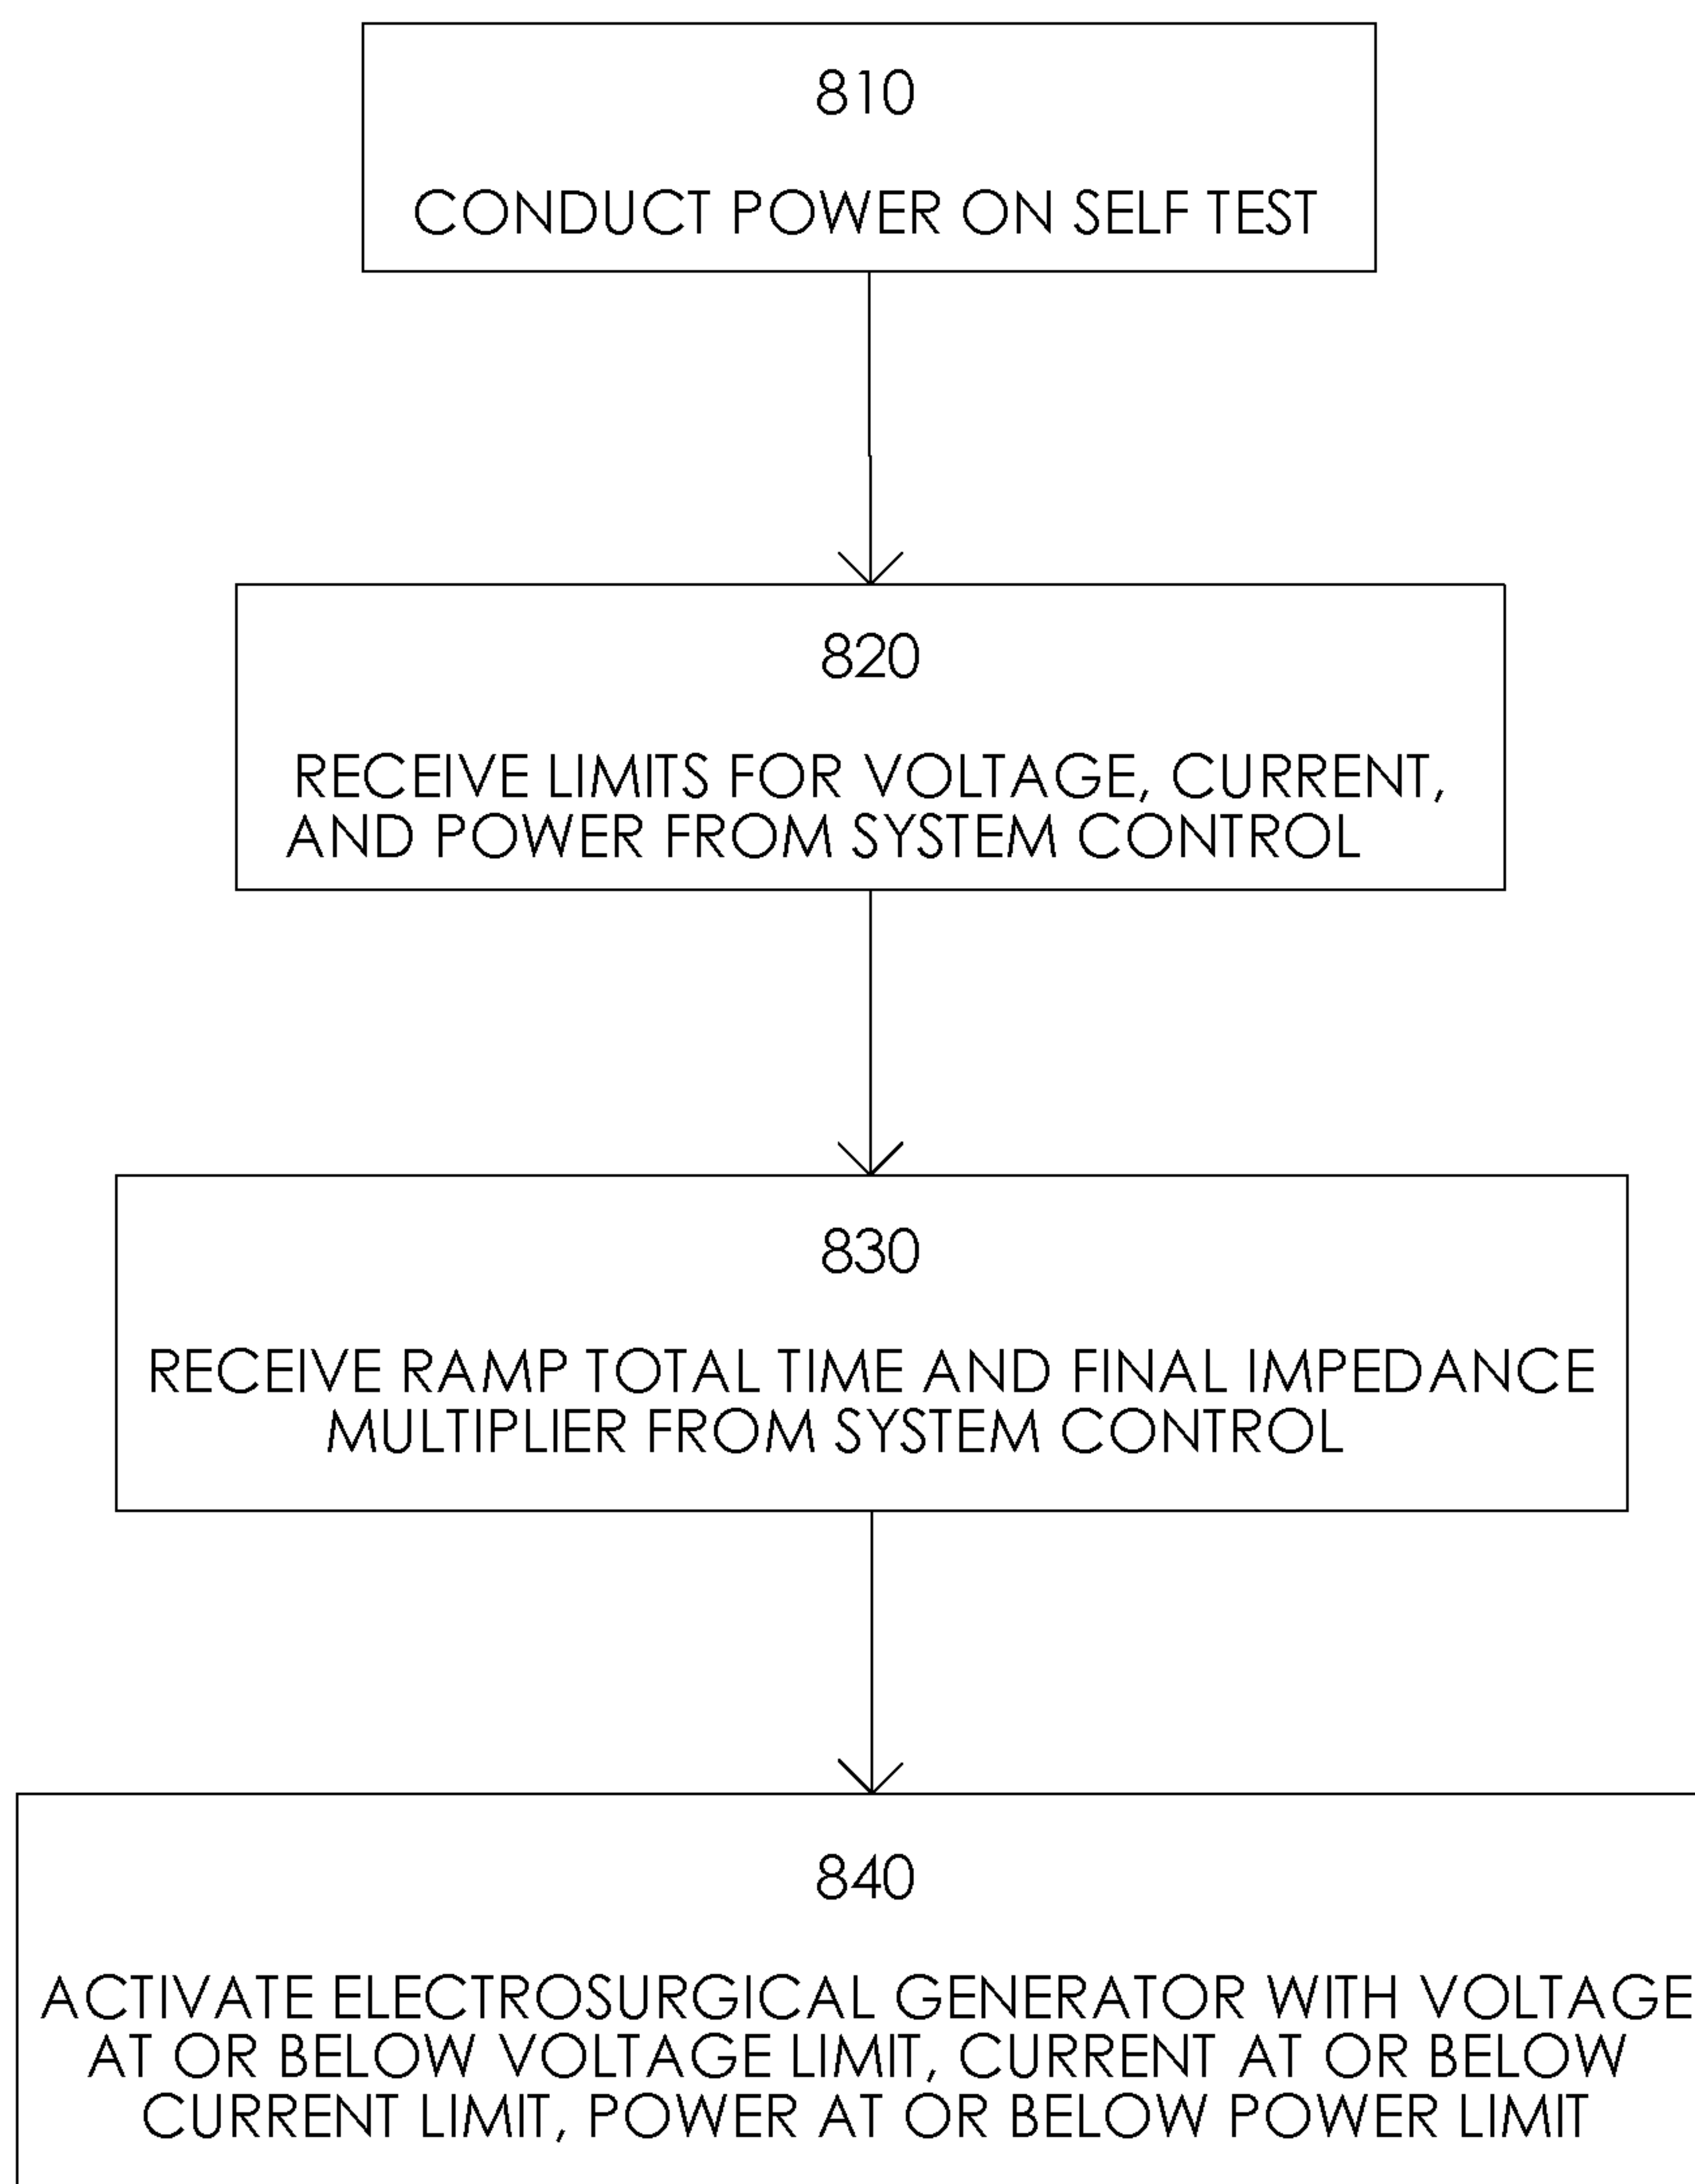 810
CONDUCT POWER ON SELF TEST
820
RECEIVE LIMITS FOR VOLTAGE, CURRENT,
AND POWER FROM SYSTEM CONTROL
830
RECEIVE RAMP TOTAL TIME AND FINAL IMPEDANCE
MULTIPLIER FROM SYSTEM CONTROL
840
ACTIVATE ELECTROSURGICAL GENERATOR WITH VOLTAGE
AT OR BELOW VOLTAGE LIMIT, CURRENT AT OR BELOW
CURRENT LIMIT, POWER AT OR BELOW POWER LIMIT